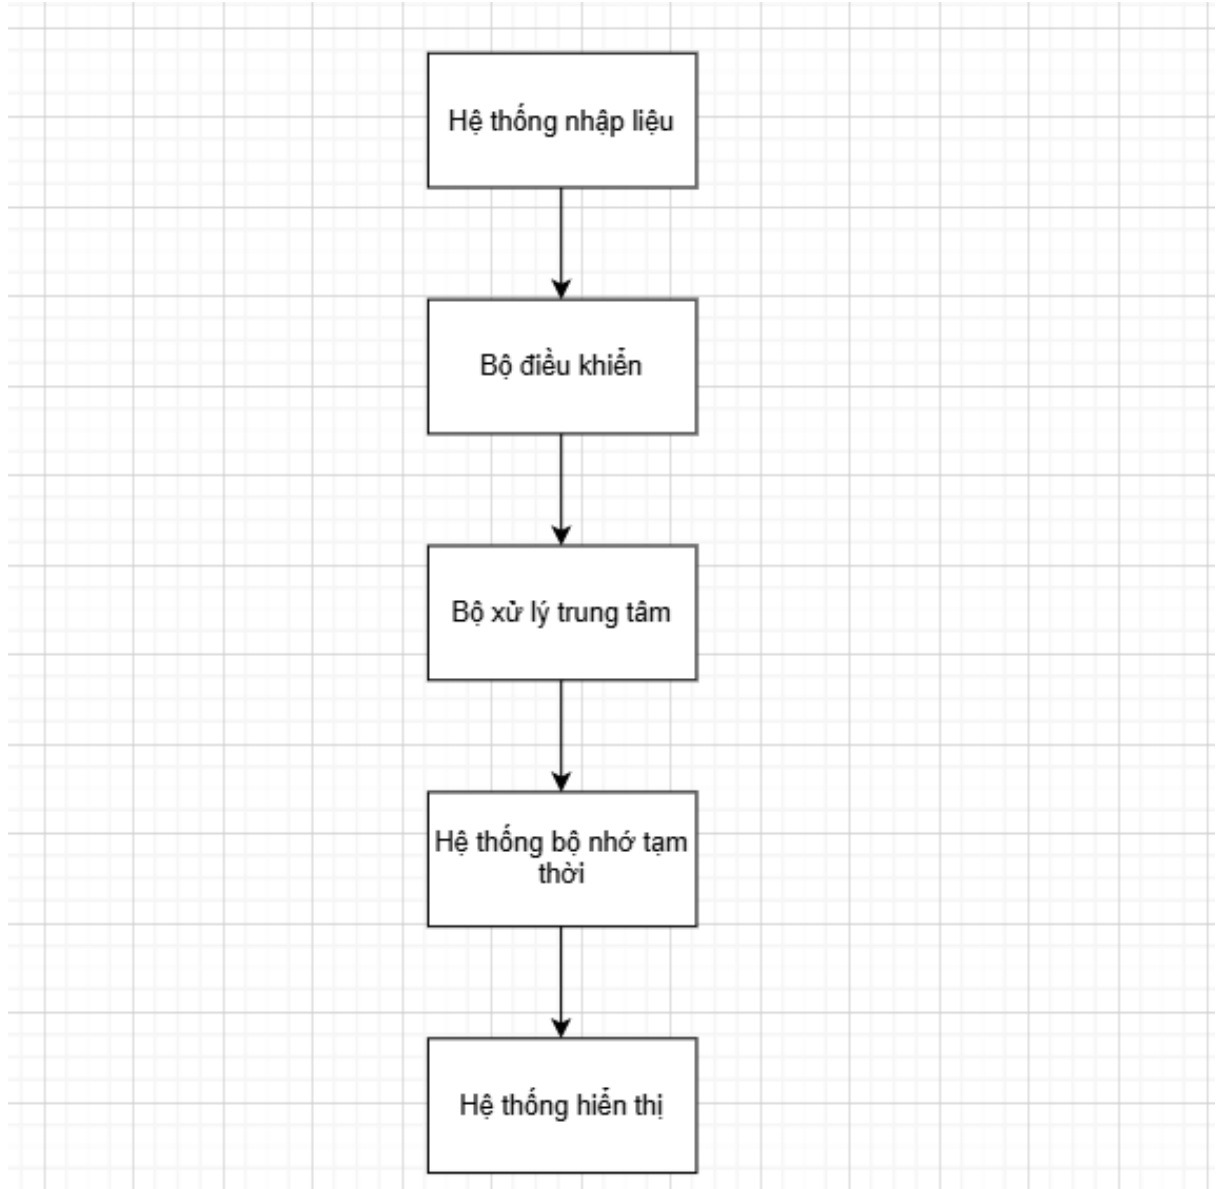 Hệ thống nhập liệu
Bộ điều khiển
Bộ xử lý trung tâm
Hệ thống bộ nhớ tạm
thời
Hệ thống hiển thị